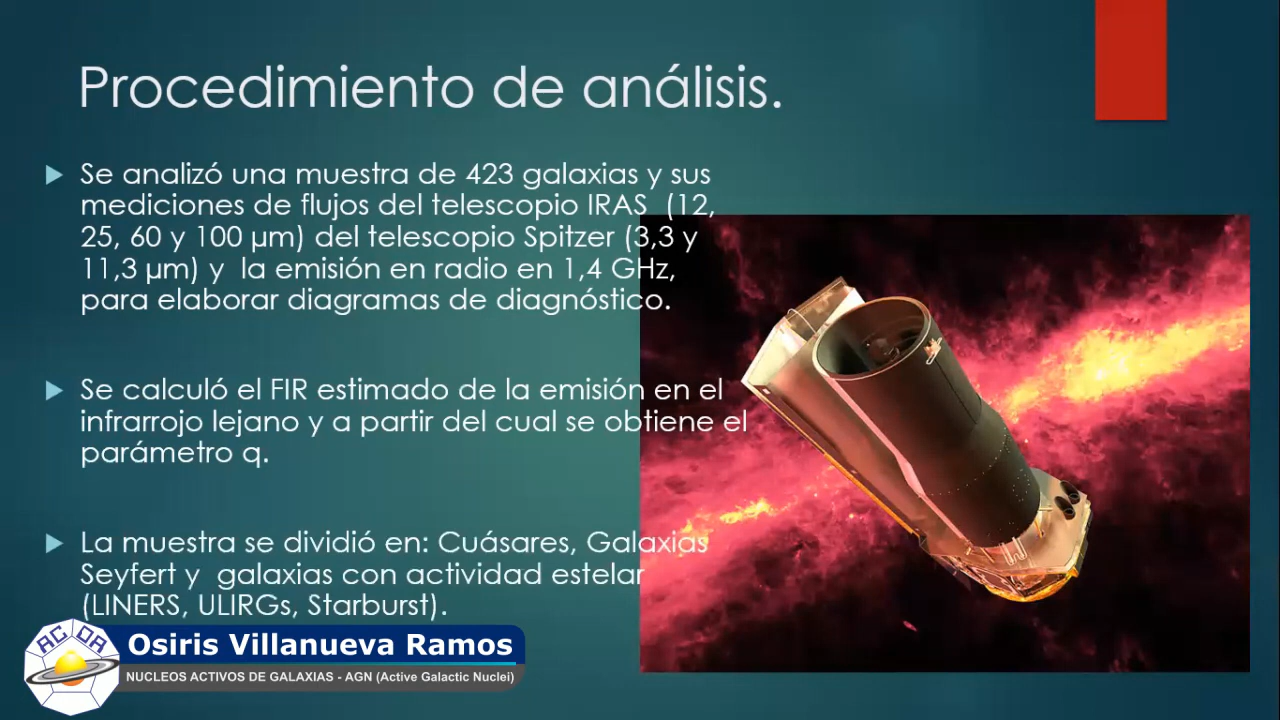 Procedimiento de análisis.
Se analizó una muestra de 423 galaxias y sus
mediciones de flujos del telescopio IRAS (12,
25, 60 y 100 µm) del telescopio Spitzer (3,3 y
11,3 µm) y la emisión en radio en 1,4 GHz,
para elaborar diagramas de diagnóstico.
Se calculó el FIR estimado de la emisión en el
infrarrojo lejano y a partir del cual se obtiene el
parámetro q.
La muestra se dividió en: Cuásares, Galaxias
Seyfert y galaxias con actividad estelar
(LINERS, ULIRGs, Starburst).
ACDA
Osiris Villanueva Ramos
NUCLEOS ACTIVOS DE GALAXIAS - AGN (Active Galactic Nuclei)